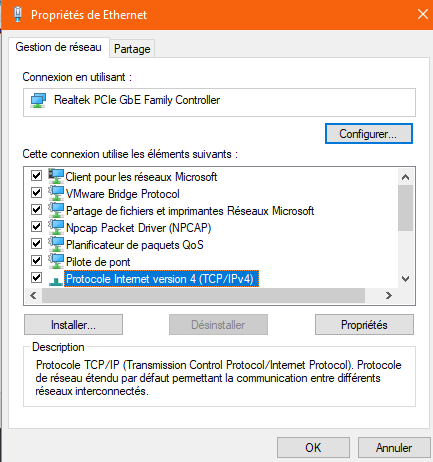 Propriétés de Ethernet
Gestion de réseau
Partage
Connexion en utilisant :
Realtek PCIe GbE Family Controller
Configurer...
Cette connexion utilise les éléments suivants :
Client pour les réseaux Microsoft
VMware Bridge Protocol
Partage de fichiers et imprimantes Réseaux Microsoft
Npcap Packet Driver (NPCAP)
Planificateur de paquets QoS
Pilote de pont
Protocole Internet version 4 (TCP/IPv4)
Installer...
Désinstaller
Propriétés
Description
Protocole TCP/IP (Transmission Control Protocol/Internet Protocol). Protocole
de réseau étendu par défaut permettant la communication entre différents
réseaux interconnectés.
OK
Annuler